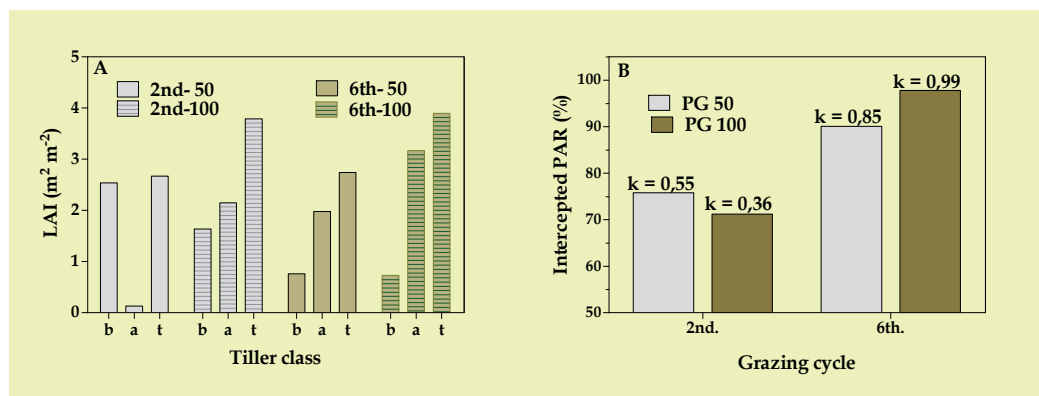 A
2nd- 50
2nd-100
6th- 50
6th-100
LAI (m² m⁻²)
5
4
3
2
1
0
b a t b a t b a t b a t
Tiller class
B
PG 50
PG 100
k = 0,55
k = 0,36
k = 0,85
k = 0,99
Intercepted PAR (%)
100
90
80
70
60
50
2nd. 6th.
Grazing cycle